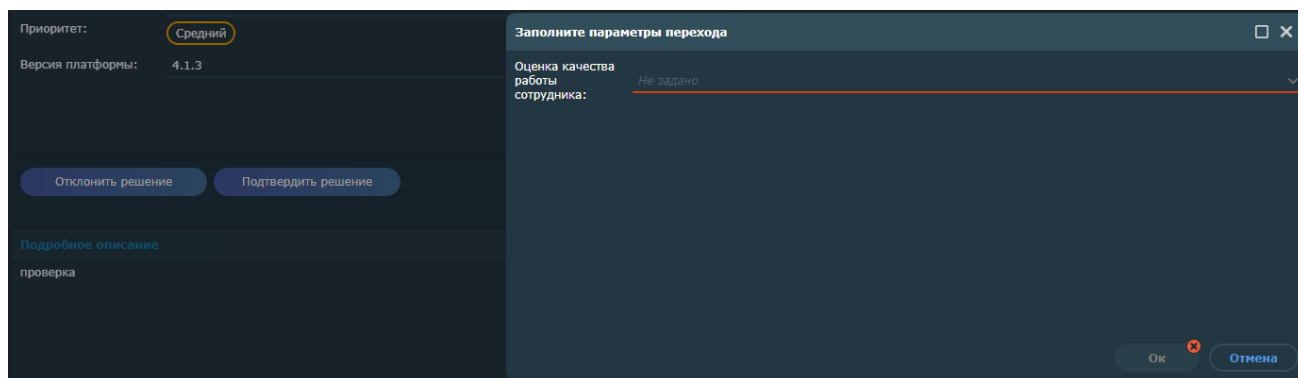 Приоритет:
Средний
Версия платформы:
4.1.3
Отклонить решение
Подтвердить решение
Подробное описание
проверка
Заполните параметры перехода
Оценка качества
работы
сотрудника:
Не задано
Ок
Отмена